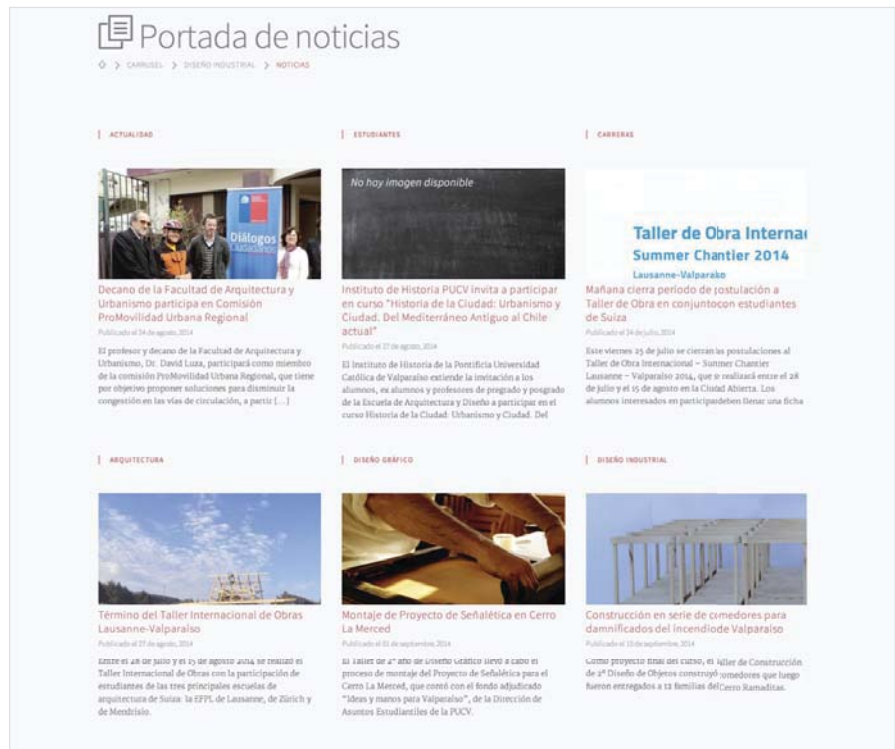 Portada de noticias
CARRUSEL > DISEÑO INDUSTRIAL > NOTICIAS
ACTUALIDAD
Diálogos
Ciudadanos
Decano de la Facultad de Arquitectura y
Urbanismo participa en Comisión
ProMovilidad Urbana Regional
Publicado el 24 de agosto, 2014
El profesor y decano de la Facultad de Arquitectura y
Urbanismo, Dr. David Luza, participará como miembro
de la comisión ProMovilidad Urbana Regional, que tiene
por objetivo proponer soluciones para disminuir la
congestión en las vías de circulación, a partir [...]
ESTUDIANTES
No hay imagen disponible
Instituto de Historia PUCV invita a participar
en curso "Historia de la Ciudad: Urbanismo y
Ciudad. Del Mediterráneo Antiguo al Chile
actual"
Publicado el 27 de agosto, 2014
El Instituto de Historia de la Pontificia Universidad
Católica de Valparaíso extiende la invitación a los
alumnos, ex alumnos y profesores de pregrado y posgrado
de la Escuela de Arquitectura y Diseño a participar en el
curso Historia de la Ciudad: Urbanismo y Ciudad. Del
CARRERAS
Taller de Obra Interna
Summer Chantier 2014
Lausanne-Valparaíso
Mañana cierra período de postulación a
Taller de Obra en conjuntocon estudiantes
de Suiza
Publicado el 24 de julio, 2014
Este viernes 25 de julio se cierran las postulaciones al
Taller de Obra Internacional – Summer Chantier
Lausanne – Valparaíso 2014, que se realizará entre el 28
de julio y el 15 de agosto en la Ciudad Abierta. Los
alumnos interesados en participar deben llenar una ficha
ARQUITECTURA
Término del Taller Internacional de Obras
Lausanne-Valparaíso
Publicado el 27 de agosto, 2014
Entre el 28 de julio y el 15 de agosto 2014 se realizó el
Taller Internacional de Obras con la participación de
estudiantes de las tres principales escuelas de
arquitectura de Suiza: la EFPL de Lausanne, de Zürich y
de Mendrisio.
DISEÑO GRÁFICO
Montaje de Proyecto de Señalética en Cerro
La Merced
Publicado el 01 de septiembre, 2014
El Taller de 2º año de Diseño Gráfico llevó a cabo el
proceso de montaje del Proyecto de Señalética para el
Cerro La Merced, que contó con el fondo adjudicado
"Ideas y manos para Valparaíso", de la Dirección de
Asuntos Estudiantiles de la PUCV.
DISEÑO INDUSTRIAL
Construcción en serie de comedores para
damnificados del incendiode Valparaíso
Publicado el 10 de septiembre, 2014
Como proyecto final del curso, el Taller de Construcción
de 2º Diseño de Objetos construyó comedores que luego
fueron entregados a 12 familias del Cerro Ramaditas.